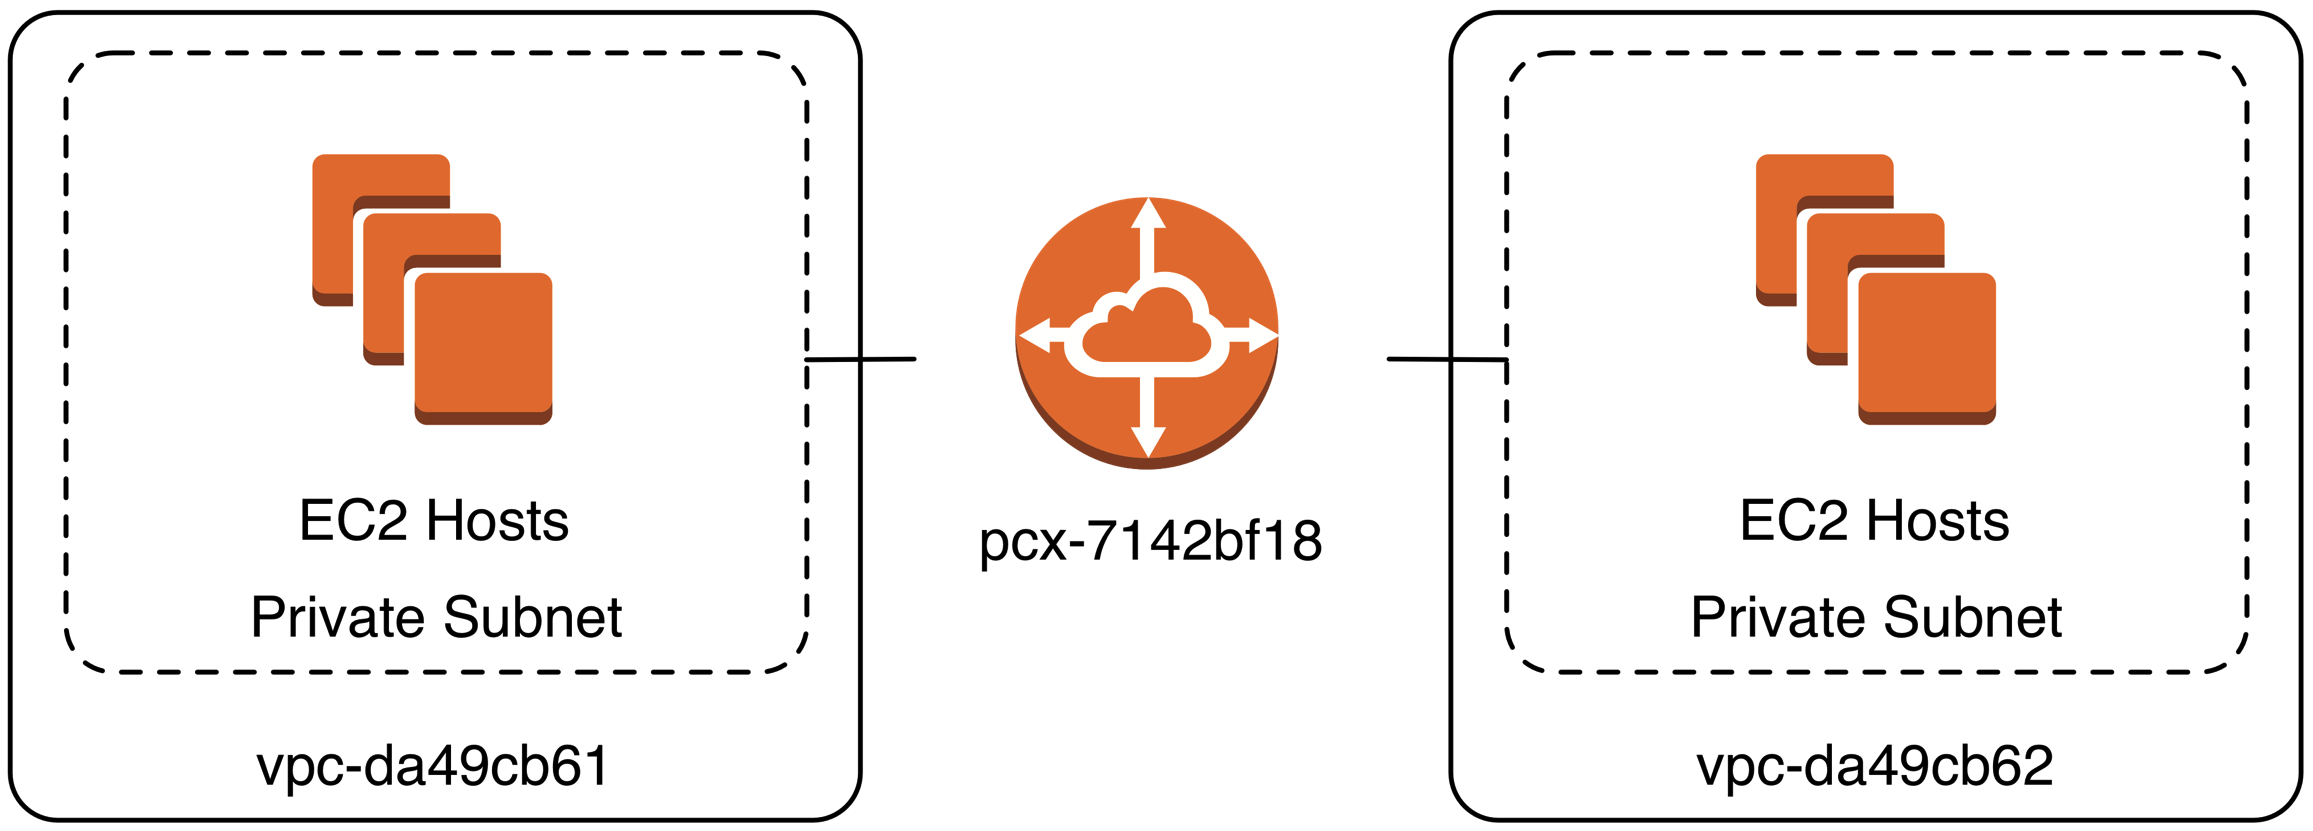 EC2 Hosts
Private Subnet
vpc-da49cb61
pcx-7142bf18
EC2 Hosts
Private Subnet
vpc-da49cb62